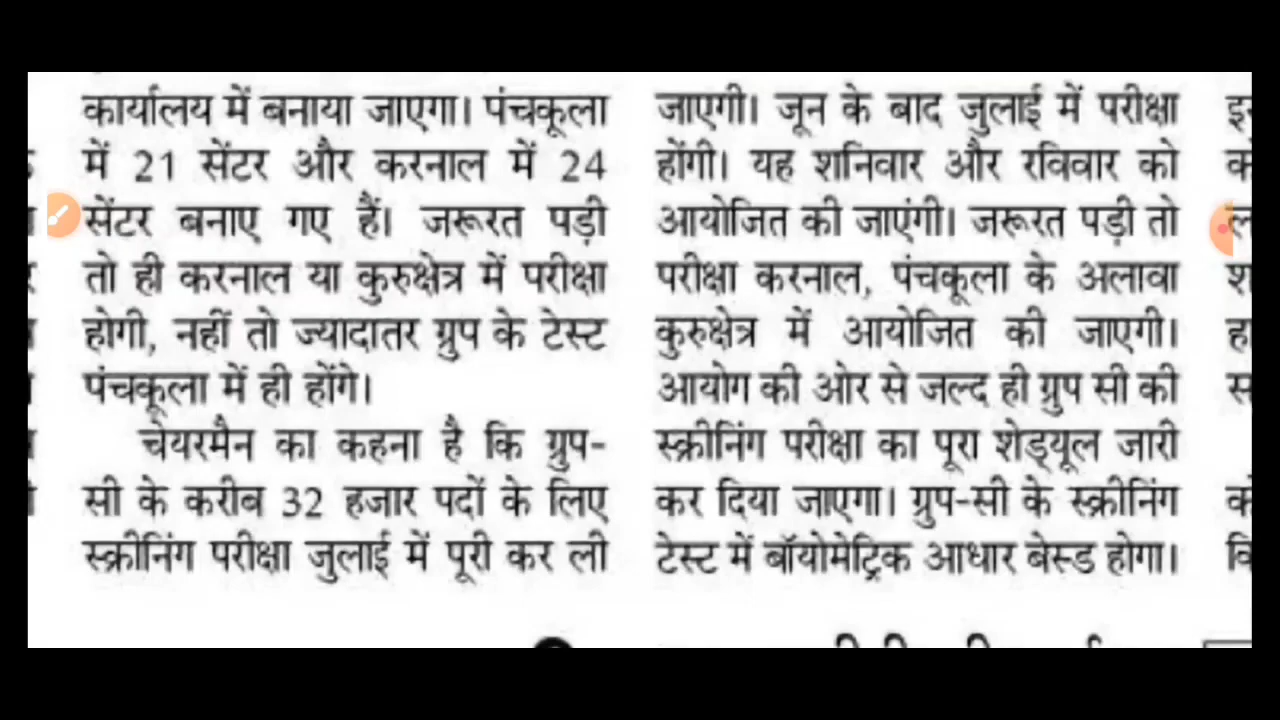 कार्यालय में बनाया जाएगा। पंचकूला
में 21 सेंटर और करनाल में 24
सेंटर बनाए गए हैं। जरूरत पड़ी
तो ही करनाल या कुरुक्षेत्र में परीक्षा
होगी, नहीं तो ज्यादातर ग्रुप के टेस्ट
पंचकूला में ही होंगे।
चेयरमैन का कहना है कि ग्रुप-
सी के करीब 32 हजार पदों के लिए
स्क्रीनिंग परीक्षा जुलाई में पूरी कर ली
जाएगी। जून के बाद जुलाई में परीक्षा
होंगी। यह शनिवार और रविवार को
आयोजित की जाएंगी। जरूरत पड़ी तो
परीक्षा करनाल, पंचकूला के अलावा
कुरुक्षेत्र में आयोजित की जाएगी।
आयोग की ओर से जल्द ही ग्रुप सी की
स्क्रीनिंग परीक्षा का पूरा शेड्यूल जारी
कर दिया जाएगा। ग्रुप-सी के स्क्रीनिंग
टेस्ट में बॉयोमेट्रिक आधार बेस्ड होगा।